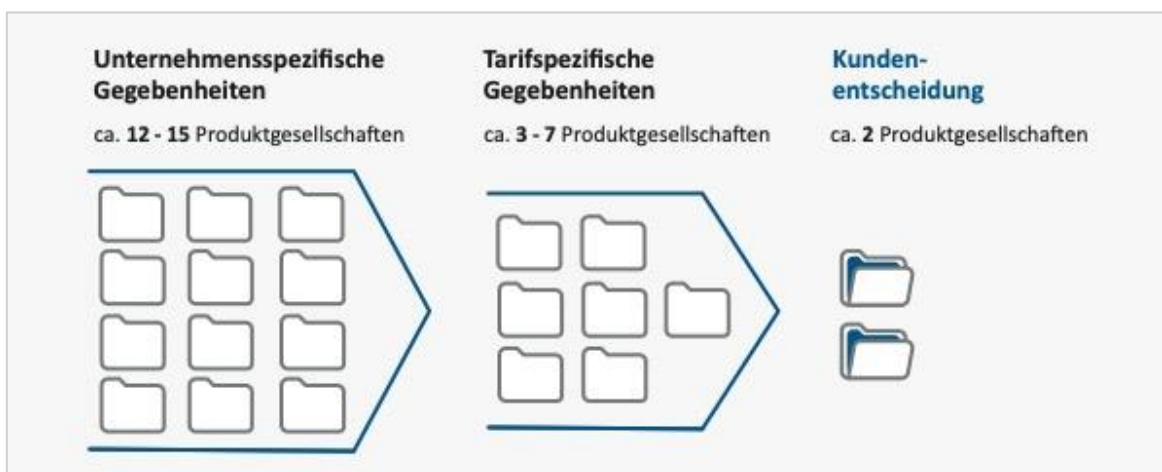 Unternehmensspezifische
Gegebenheiten
ca. 12 - 15 Produktgesellschaften
Tarifspezifische
Gegebenheiten
ca. 3 - 7 Produktgesellschaften
Kunden-
entscheidung
ca. 2 Produktgesellschaften